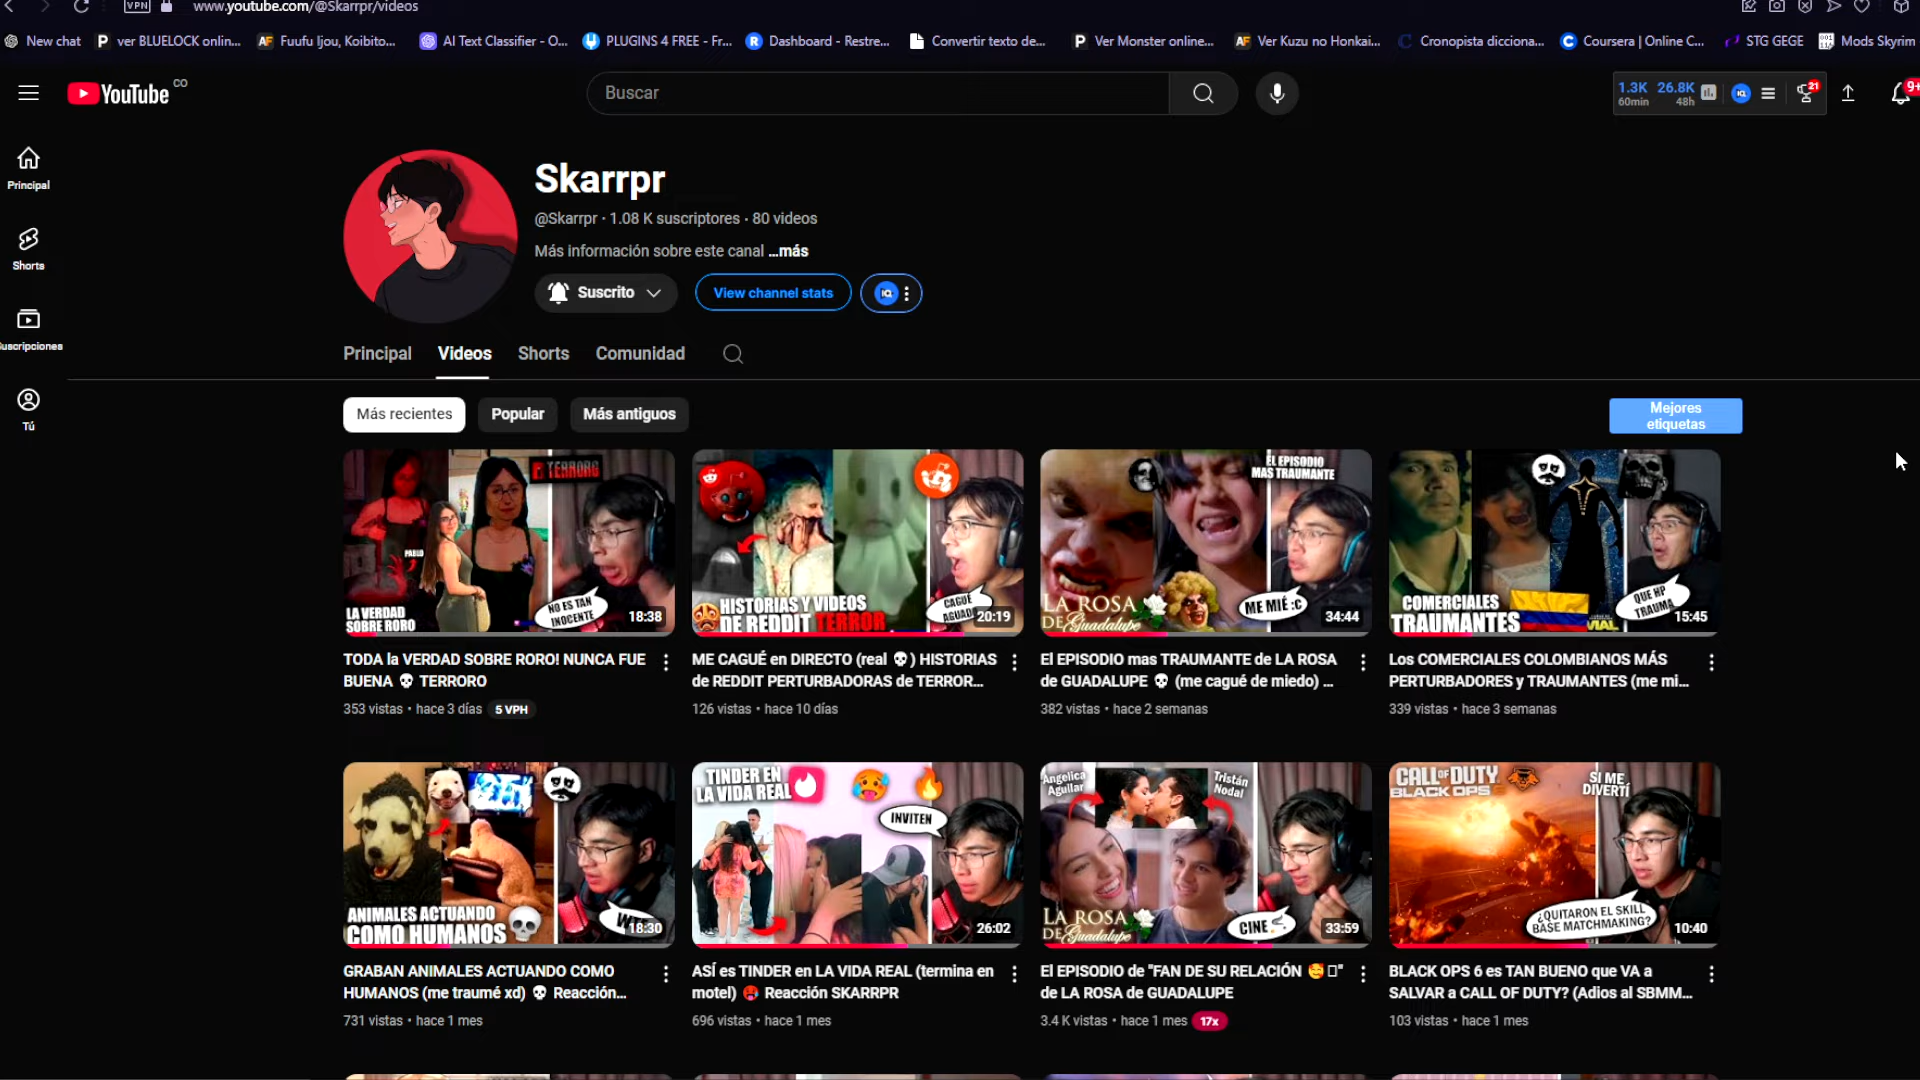 VPN
www.youtube.com/@Skarrpr/videos
New chat
ver BLUELOCK onlin...
Fuufu Ijou, Koibito...
AI Text Classifier - O...
PLUGINS 4 FREE - Fr...
Dashboard - Restre...
Convertir texto de...
Ver Monster online...
Ver Kuzu no Honkai...
Cronopista dicciona...
Coursera | Online C...
STG GEGE
Mods Skyrim
YouTube CO
Buscar
1.3K 26.8K
60min 48h
21
9+
Principal
Shorts
uscripciones
Tú
Skarrpr
@Skarrpr · 1.08 K suscriptores · 80 videos
Más información sobre este canal ...más
Suscrito
View channel stats
Principal Videos Shorts Comunidad
Más recientes Popular Más antiguos
Mejores
etiquetas
TERRORO
PABLO
LA VERDAD
SOBRE RORO
NO ES TAN
INOCENTE
18:38
HISTORIAS Y VIDEOS
DE REDDIT TERROR
CAGUÉ
AGUADO
20:19
EL EPISODIO
MAS TRAUMANTE
LA ROSA
DE Guadalupe
ME MIÉ :C
34:44
COMERCIALES
TRAUMANTES
QUE HP
TRAUMA
15:45
TODA la VERDAD SOBRE RORO! NUNCA FUE
BUENA 💀 TERRORO
353 vistas • hace 3 días 5 VPH
ME CAGUÉ en DIRECTO (real 💀) HISTORIAS
de REDDIT PERTURBADORAS de TERROR...
126 vistas • hace 10 días
El EPISODIO mas TRAUMANTE de LA ROSA
de GUADALUPE 💀 (me cagué de miedo) ...
382 vistas • hace 2 semanas
Los COMERCIALES COLOMBIANOS MÁS
PERTURBADORES y TRAUMANTES (me mi...
339 vistas • hace 3 semanas
ANIMALES ACTUANDO
COMO HUMANOS
18:30
TINDER EN
LA VIDA REAL
INVITEN
26:02
Angelica
Aguilar
Tristán
Nodal
LA ROSA
DE Guadalupe
CINE
33:59
CALL OF DUTY
BLACK OPS
SI ME
DIVERTÍ
¿QUITARON EL SKILL
BASE MATCHMAKING?
10:40
GRABAN ANIMALES ACTUANDO COMO
HUMANOS (me traumé xd) 💀 Reacción...
731 vistas • hace 1 mes
ASÍ es TINDER en LA VIDA REAL (termina en
motel) 🥵 Reacción SKARRPR
696 vistas • hace 1 mes
El EPISODIO de "FAN DE SU RELACIÓN 🥰"
de LA ROSA de GUADALUPE
3.4 K vistas • hace 1 mes 17x
BLACK OPS 6 es TAN BUENO que VA a
SALVAR a CALL OF DUTY? (Adios al SBMM...
103 vistas • hace 1 mes